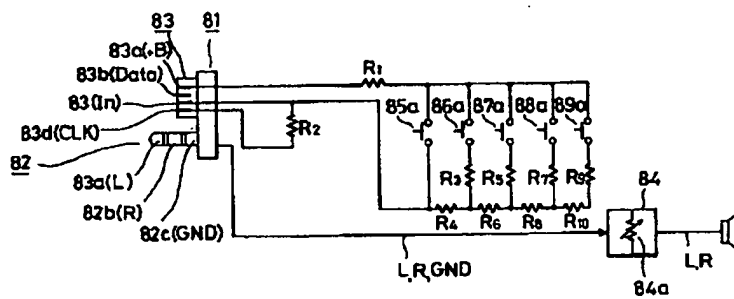 83
81
83a(+B)
83b(Data)
83(In)
83d(CLK)
82
83a(L)
82b(R)
82c(GND)
R1
R2
85a
86a
87a
88a
89a
R3
R5
R7
R9
R4
R6
R8
R10
84
84a
L,R,GND
L,R